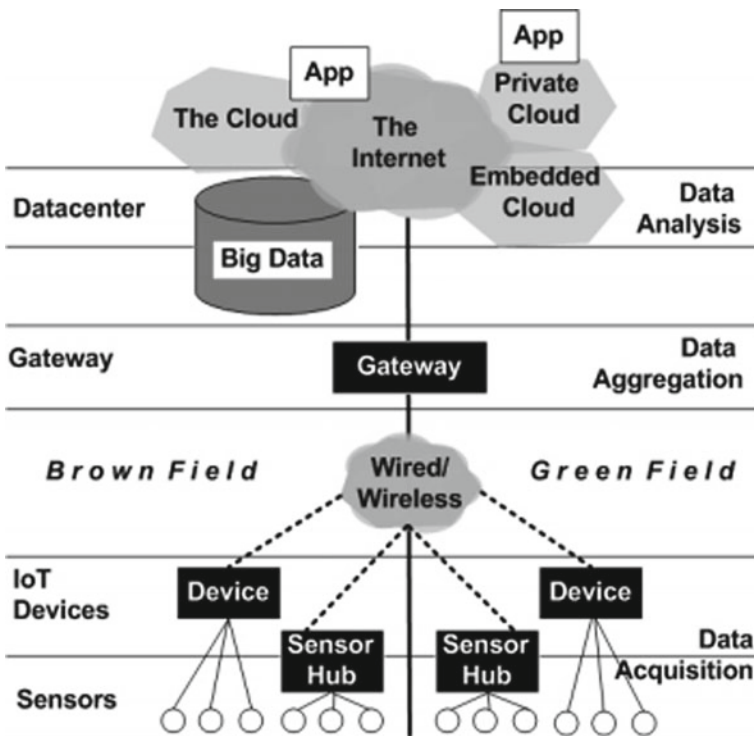 App
App
The Cloud
The
Internet
Private
Cloud
Datacenter
Embedded
Cloud
Data
Analysis
Big Data
Gateway
Gateway
Data
Aggregation
Brown Field
Wired/
Wireless
Green Field
IoT
Devices
Device
Device
Sensor
Hub
Sensor
Hub
Data
Acquisition
Sensors